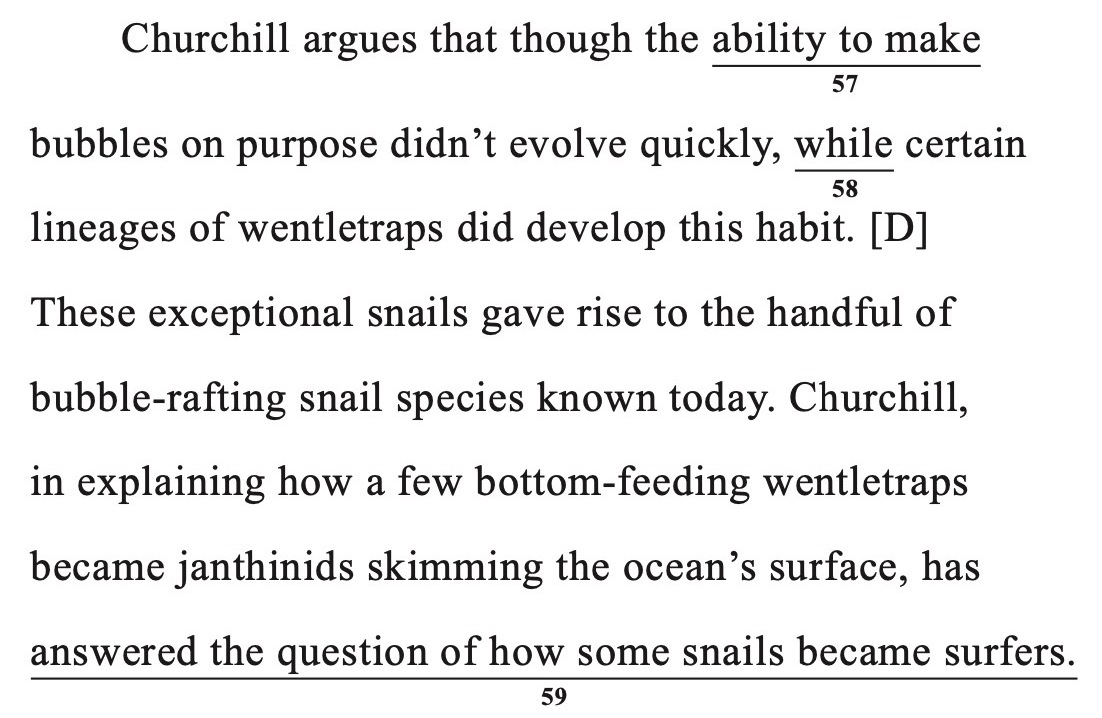 Churchill argues that though the ability to make
57
bubbles on purpose didn’t evolve quickly, while certain
58
lineages of wentletraps did develop this habit. [D]
These exceptional snails gave rise to the handful of
bubble-rafting snail species known today. Churchill,
in explaining how a few bottom-feeding wentletraps
became janthinids skimming the ocean’s surface, has
answered the question of how some snails became surfers.
59